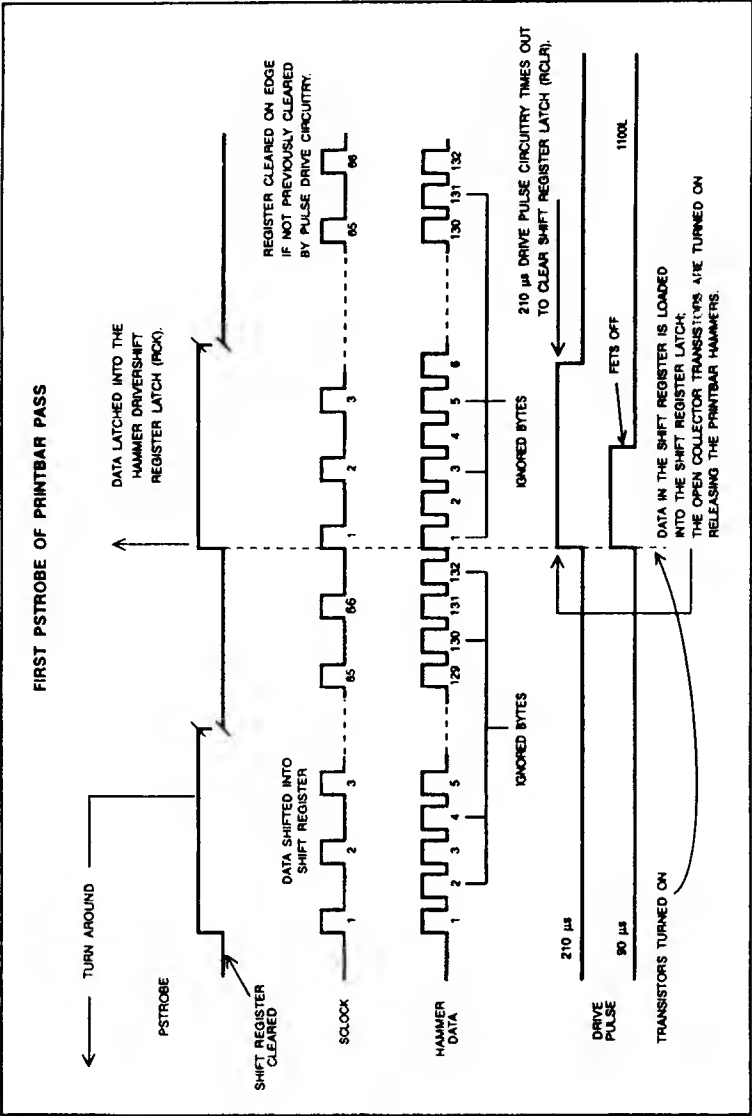 FIRST PSTROBE OF PRINTBAR PASS
TURN AROUND
DATA LATCHED INTO THE
HAMMER DRIVERSHIFT
REGISTER LATCH (RCK).
PSTROBE
SHIFT REGISTER
CLEARED
DATA SHIFTED INTO
SHIFT REGISTER
REGISTER CLEARED ON EDGE
IF NOT PREVIOUSLY CLEARED
BY PULSE DRIVE CIRCUITRY.
SCLOCK
1 2 3 65 66 1 2 3 65 66
HAMMER
DATA
1 2 3 4 5 129 130 131 132 1 2 3 4 5 6 130 131 132
IGNORED BYTES
IGNORED BYTES
210 µs DRIVE PULSE CIRCUITRY TIMES OUT
TO CLEAR SHIFT REGISTER LATCH (RCLR)
210 µs
DRIVE
PULSE
90 µs
FETS OFF
1100L
TRANSISTORS TURNED ON
DATA IN THE SHIFT REGISTER IS LOADED
INTO THE SHIFT REGISTER LATCH;
THE OPEN COLLECTOR TRANSISTORS ARE TURNED ON
RELEASING THE PRINTBAR HAMMERS.